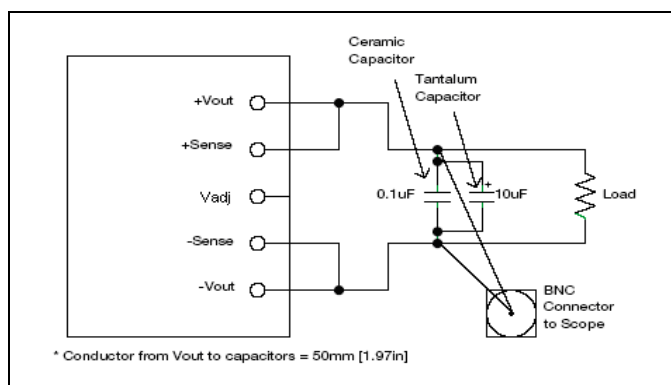 Ceramic
Capacitor
Tantalum
Capacitor
+Vout
+Sense
Vadj
-Sense
-Vout
0.1uF
+
10uF
Load
BNC
Connector
to Scope
* Conductor from Vout to capacitors = 50mm [1.97in]